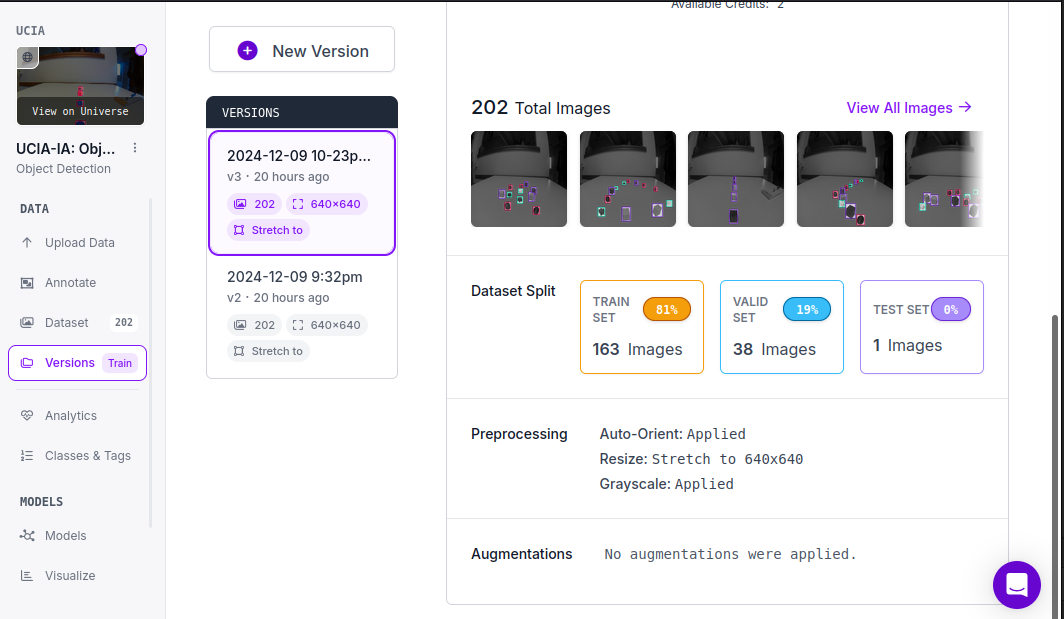 UCIA
View on Universe
UCIA-IA: Obj...
Object Detection
DATA
Upload Data
Annotate
Dataset 202
Versions Train
Analytics
Classes & Tags
MODELS
Models
Visualize
New Version
VERSIONS
2024-12-09 10-23p...
v3 · 20 hours ago
202 640×640
Stretch to
2024-12-09 9:32pm
v2 · 20 hours ago
202 640×640
Stretch to
Available Credits: 2
202 Total Images
View All Images →
Dataset Split
TRAIN SET 81%
163 Images
VALID SET 19%
38 Images
TEST SET 0%
1 Images
Preprocessing
Auto-Orient: Applied
Resize: Stretch to 640x640
Grayscale: Applied
Augmentations
No augmentations were applied.